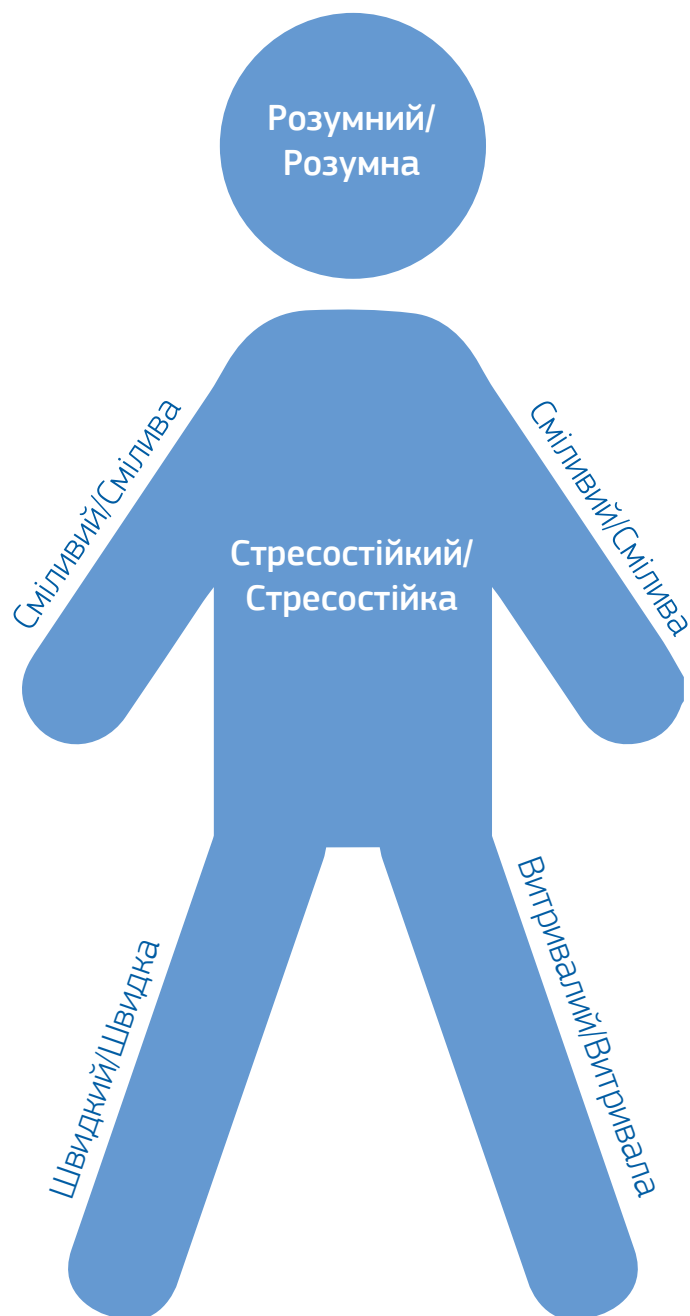 Розумний/
Розумна
Сміливий/Смілива
Сміливий/Смілива
Стресостійкий/
Стресостійка
Швидкий/Швидка
Витривалий/Витривала